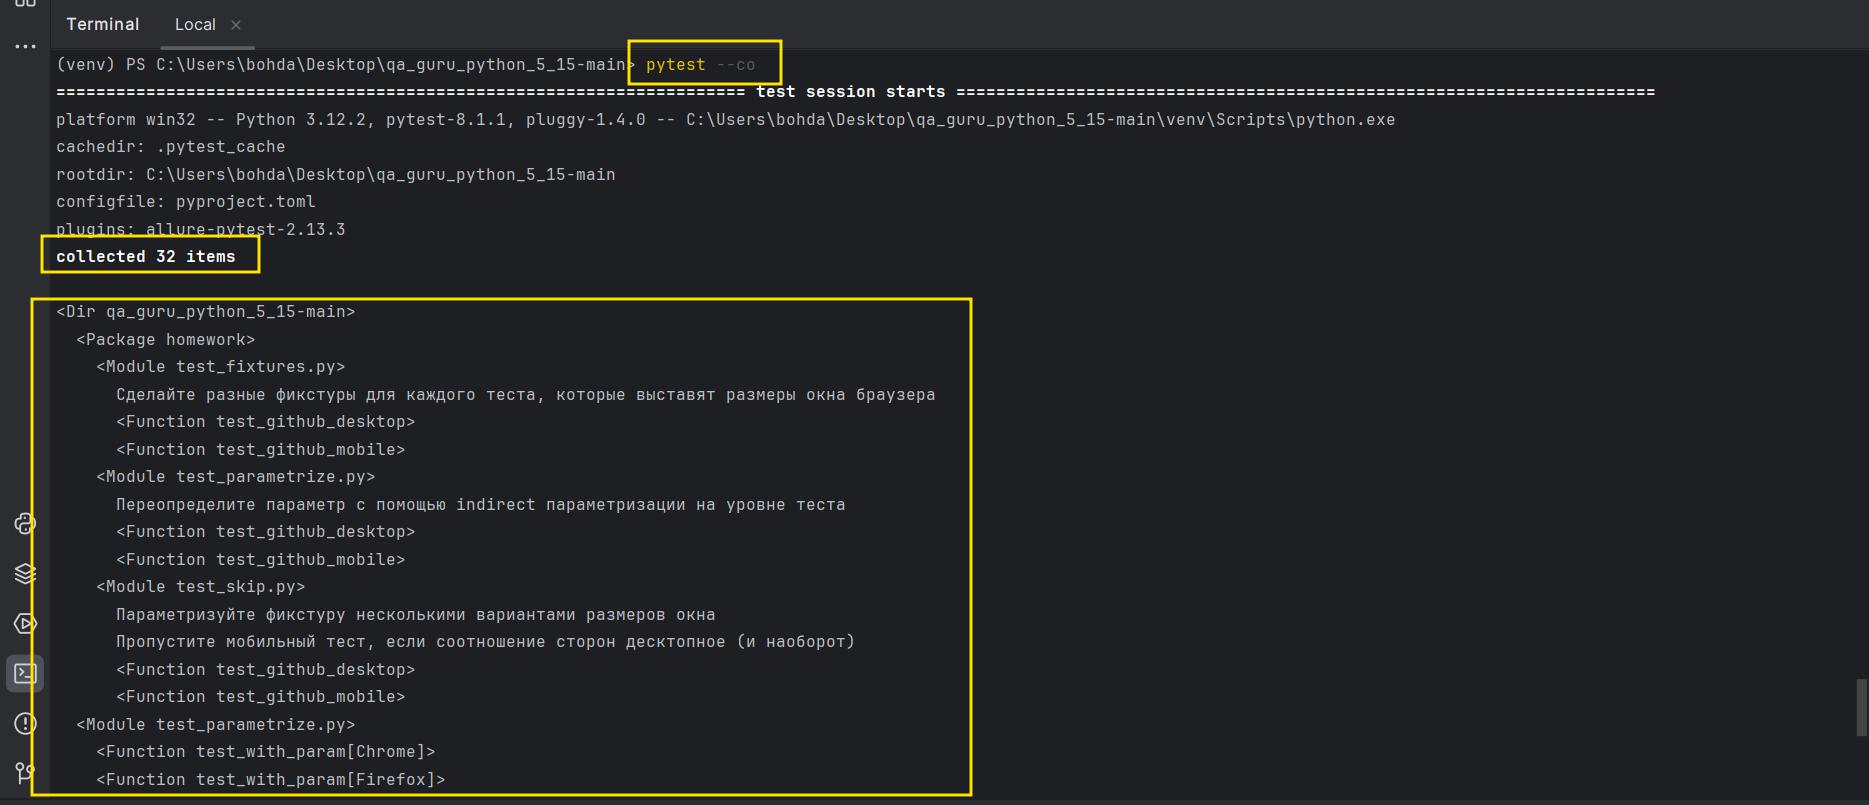 Terminal Local ×
(venv) PS C:\Users\bohda\Desktop\qa_guru_python_5_15-main> pytest --co
===================================================================== test session starts ======================================================================
platform win32 -- Python 3.12.2, pytest-8.1.1, pluggy-1.4.0 -- C:\Users\bohda\Desktop\qa_guru_python_5_15-main\venv\Scripts\python.exe
cachedir: .pytest_cache
rootdir: C:\Users\bohda\Desktop\qa_guru_python_5_15-main
configfile: pyproject.toml
plugins: allure-pytest-2.13.3
collected 32 items
<Dir qa_guru_python_5_15-main>
<Package homework>
<Module test_fixtures.py>
Сделайте разные фикстуры для каждого теста, которые выставят размеры окна браузера
<Function test_github_desktop>
<Function test_github_mobile>
<Module test_parametrize.py>
Переопределите параметр с помощью indirect параметризации на уровне теста
<Function test_github_desktop>
<Function test_github_mobile>
<Module test_skip.py>
Параметризуйте фикстуру несколькими вариантами размеров окна
Пропустите мобильный тест, если соотношение сторон десктопное (и наоборот)
<Function test_github_desktop>
<Function test_github_mobile>
<Module test_parametrize.py>
<Function test_with_param[Chrome]>
<Function test_with_param[Firefox]>